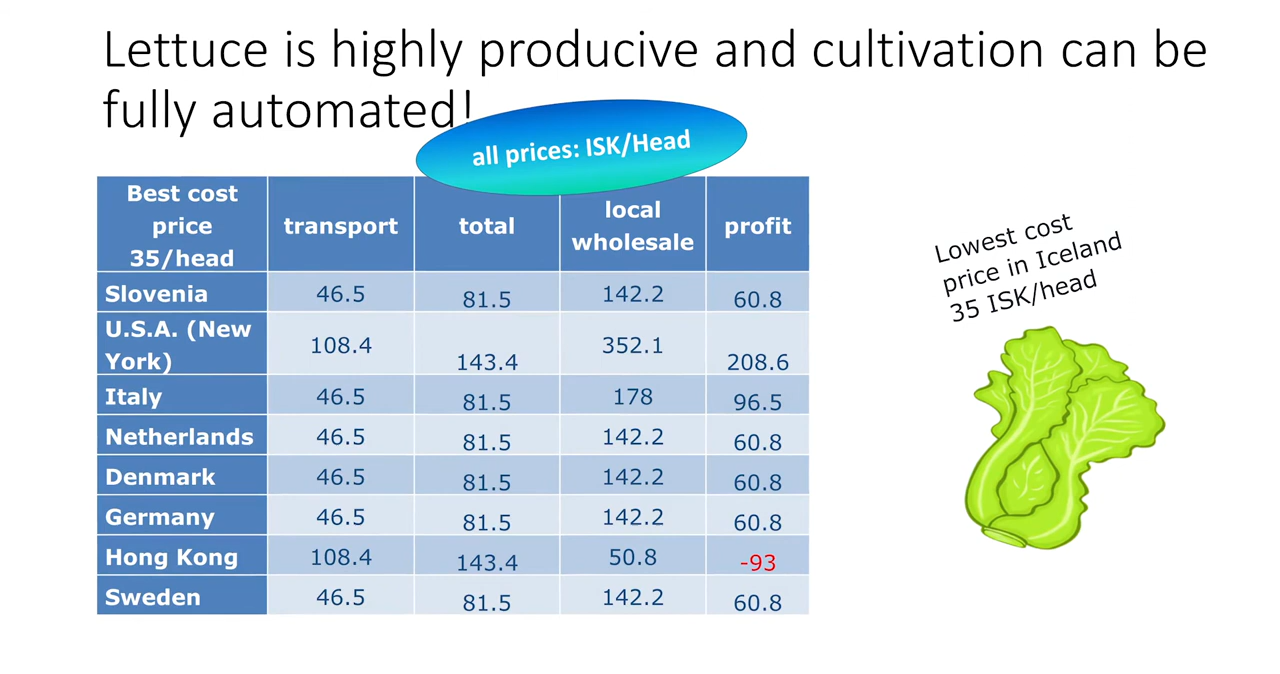 Lettuce is highly producive and cultivation can be
fully automated!
all prices: ISK/Head
Best cost
price
35/head
transport
total
local
wholesale
profit
Slovenia 46.5 81.5 142.2 60.8
U.S.A. (New
York) 108.4 143.4 352.1 208.6
Italy 46.5 81.5 178 96.5
Netherlands 46.5 81.5 142.2 60.8
Denmark 46.5 81.5 142.2 60.8
Germany 46.5 81.5 142.2 60.8
Hong Kong 108.4 143.4 50.8 -93
Sweden 46.5 81.5 142.2 60.8
Lowest cost
price in Iceland
35 ISK/head